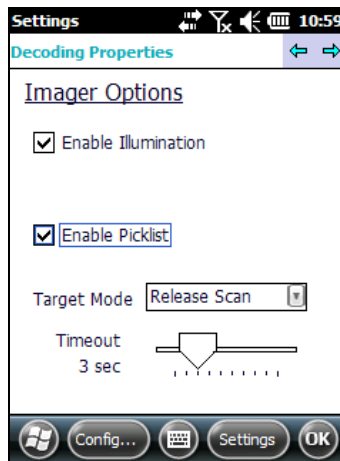 Settings 10:59
Decoding Properties
Imager Options
Enable Illumination
Enable Picklist
Target Mode Release Scan
Timeout
3 sec
Config... Settings OK